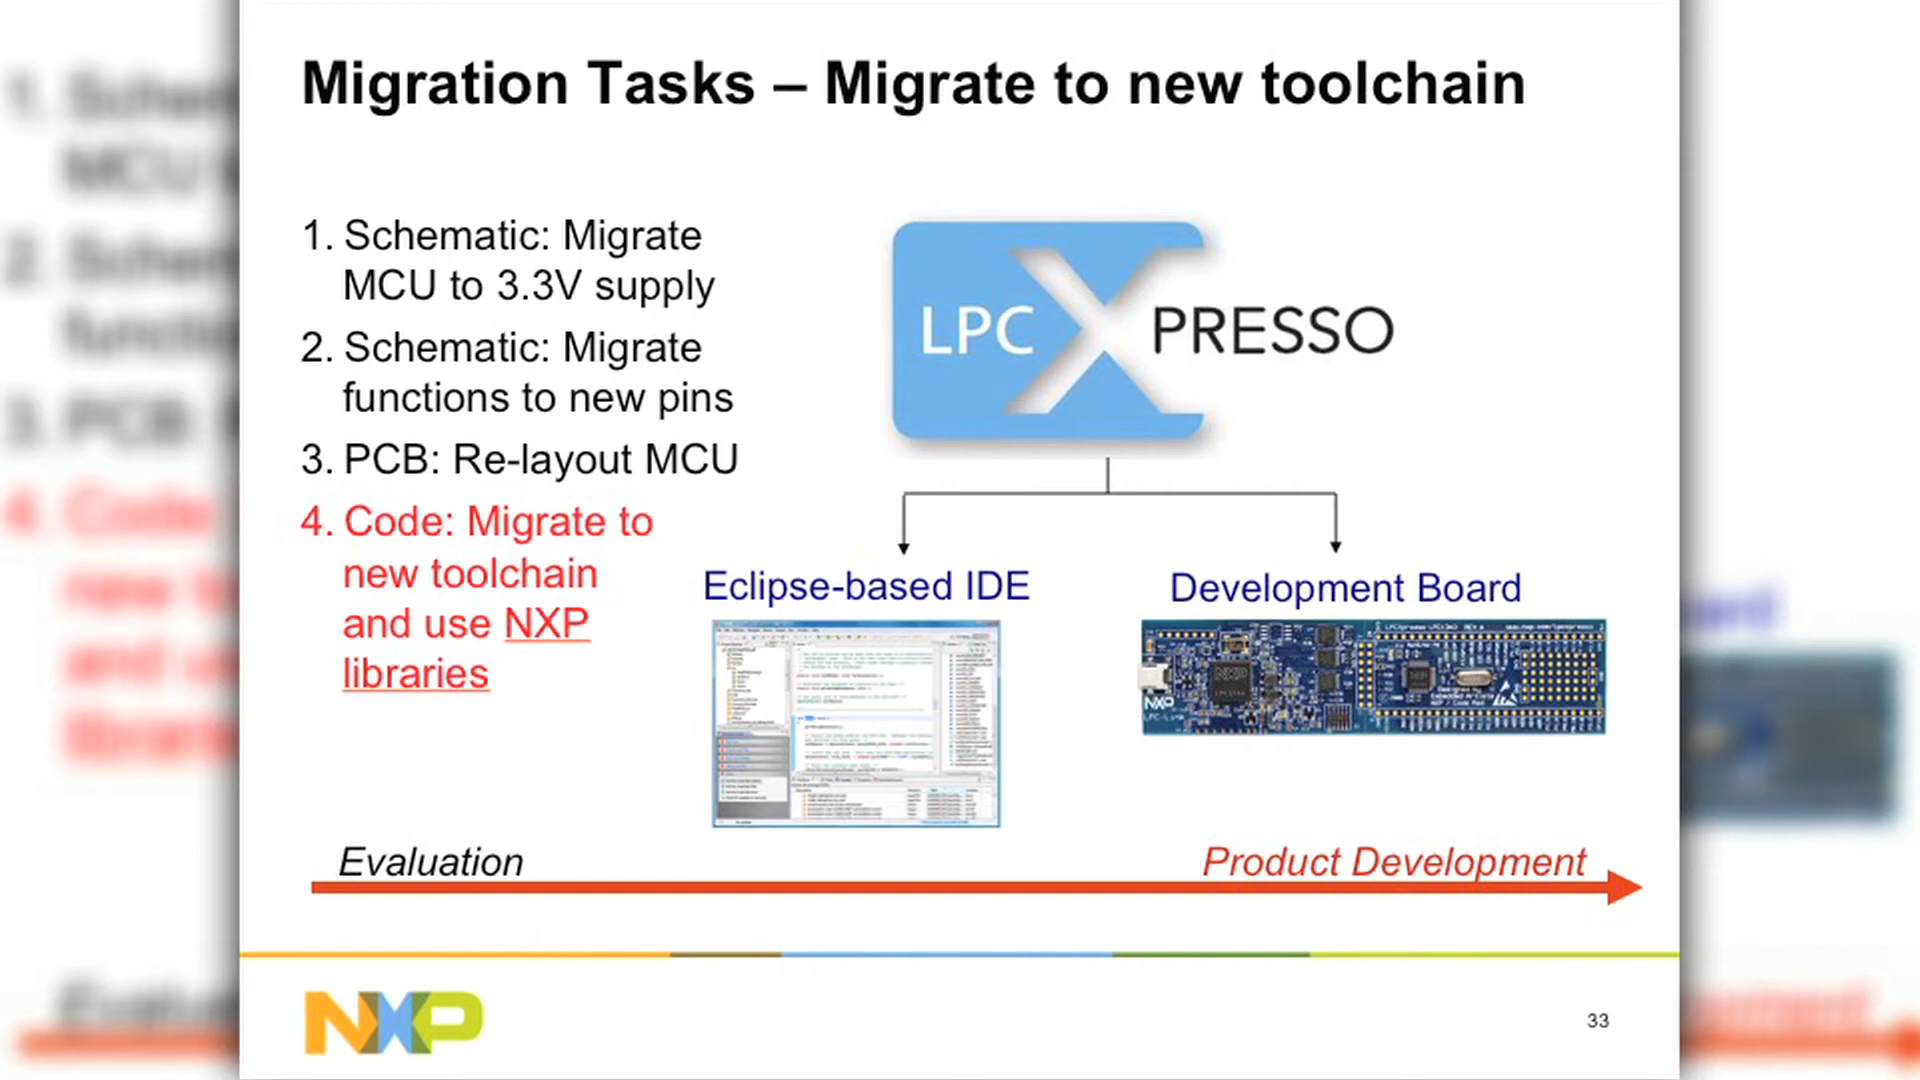 Migration Tasks – Migrate to new toolchain
1. Schematic: Migrate
MCU to 3.3V supply
2. Schematic: Migrate
functions to new pins
3. PCB: Re-layout MCU
4. Code: Migrate to
new toolchain
and use NXP
libraries
LPC XPRESSO
Eclipse-based IDE
Development Board
NXP
Evaluation
Product Development
NXP
33